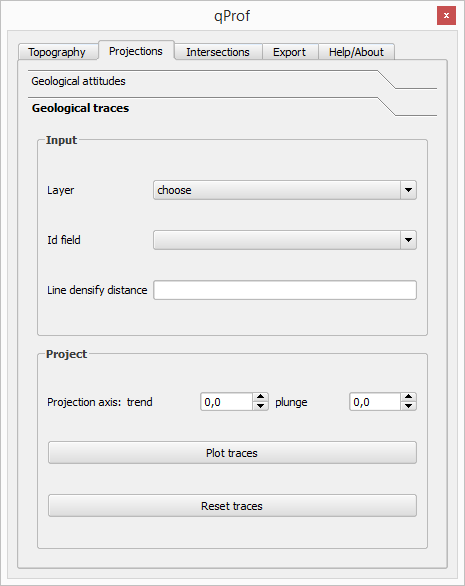 qProf
x
Topography Projections Intersections Export Help/About
Geological attitudes
Geological traces
Input
Layer choose
Id field
Line densify distance
Project
Projection axis: trend 0,0 plunge 0,0
Plot traces
Reset traces